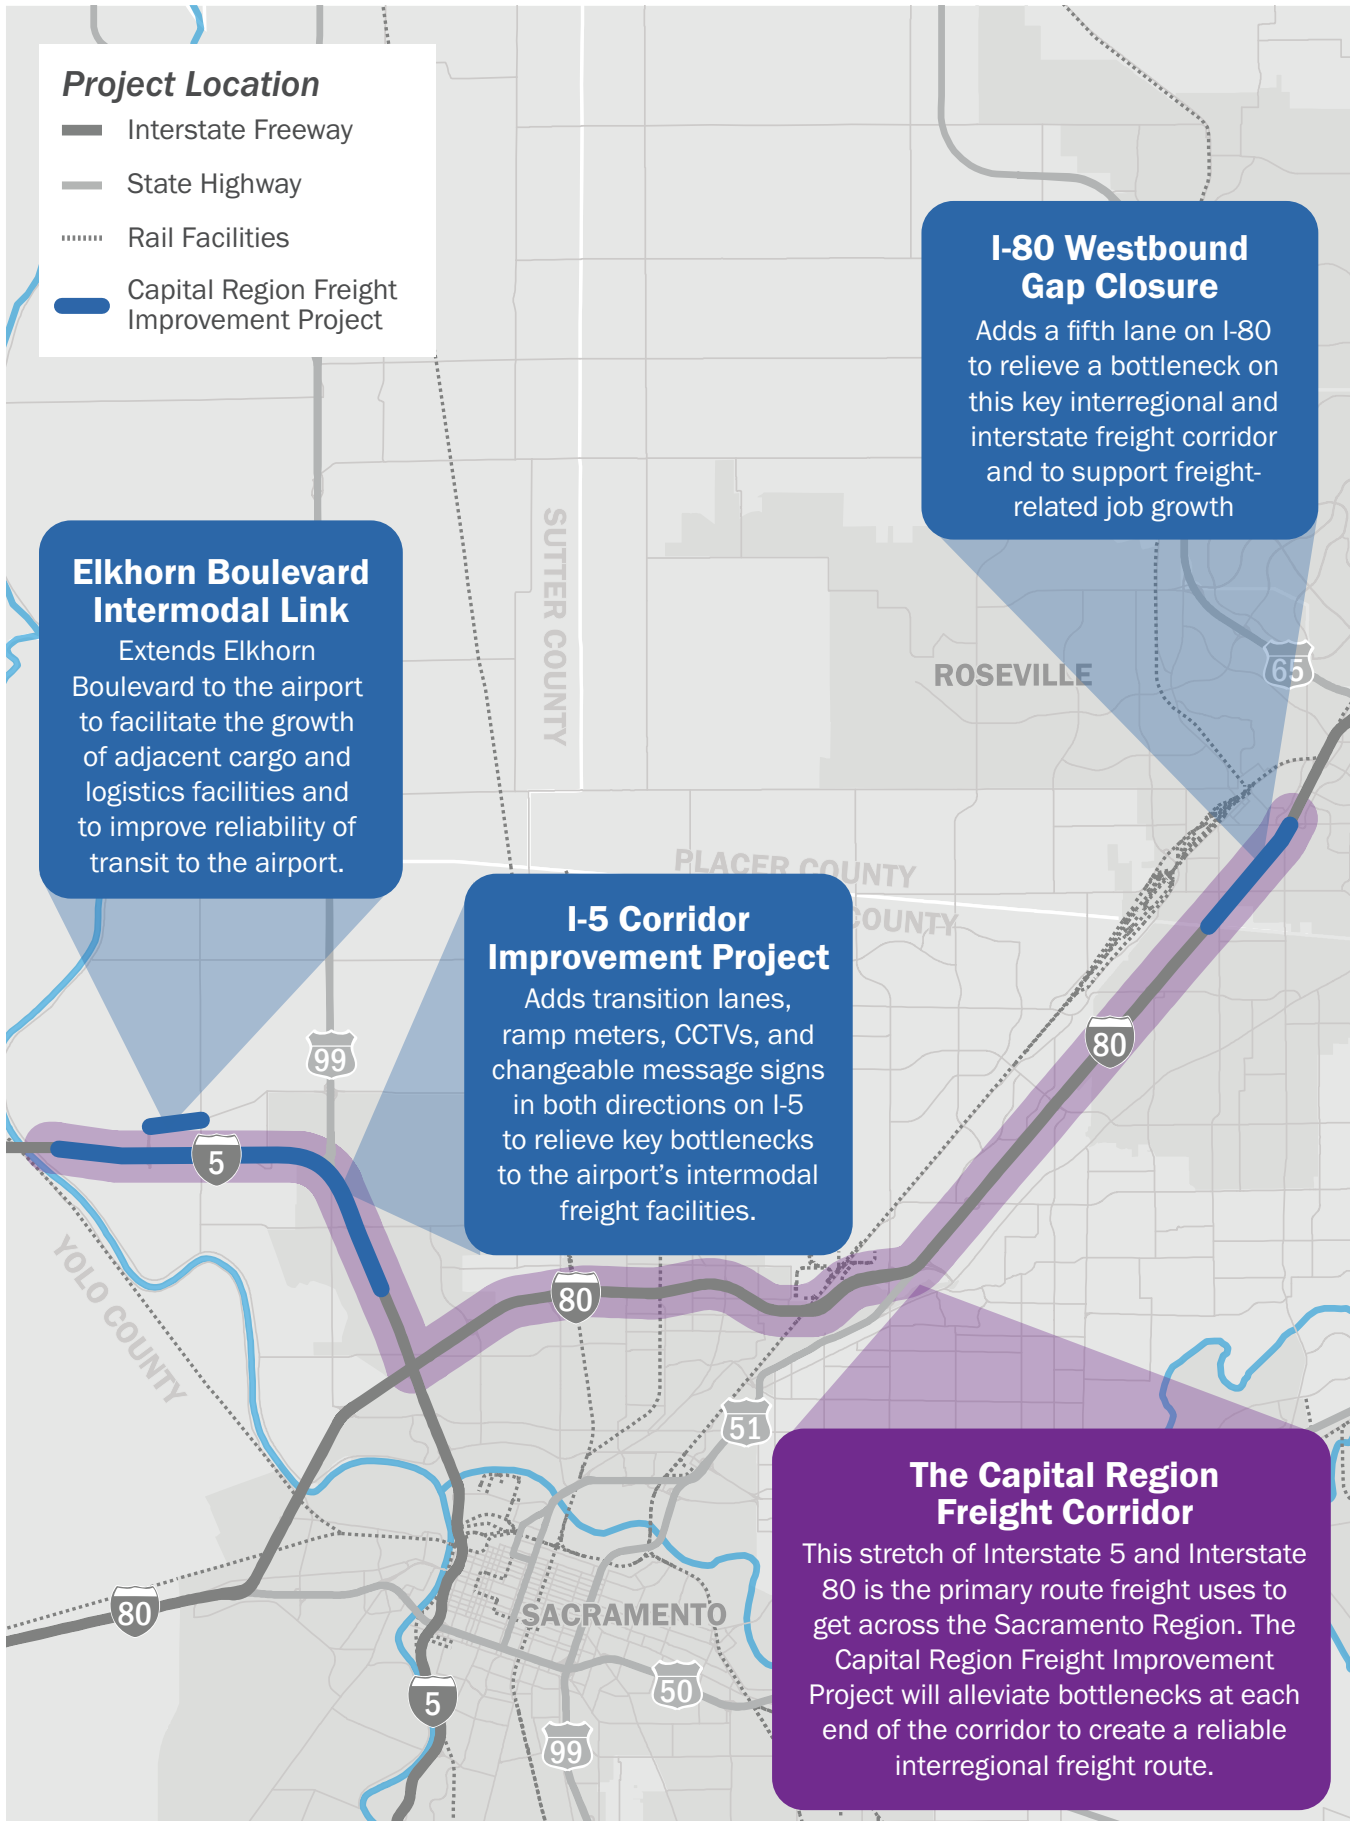 Project Location
Interstate Freeway
State Highway
Rail Facilities
Capital Region Freight
Improvement Project
I-80 Westbound
Gap Closure
Adds a fifth lane on I-80
to relieve a bottleneck on
this key interregional and
interstate freight corridor
and to support freight-
related job growth
Elkhorn Boulevard
Intermodal Link
Extends Elkhorn
Boulevard to the airport
to facilitate the growth
of adjacent cargo and
logistics facilities and
to improve reliability of
transit to the airport.
SUTTER COUNTY
ROSEVILLE
65
PLACER COUNTY
COUNTY
I-5 Corridor
Improvement Project
Adds transition lanes,
ramp meters, CCTVs, and
changeable message signs
in both directions on I-5
to relieve key bottlenecks
to the airport's intermodal
freight facilities.
99
80
5
YOLO COUNTY
80
51
The Capital Region
Freight Corridor
This stretch of Interstate 5 and Interstate
80 is the primary route freight uses to
get across the Sacramento Region. The
Capital Region Freight Improvement
Project will alleviate bottlenecks at each
end of the corridor to create a reliable
interregional freight route.
80
SACRAMENTO
50
5
99